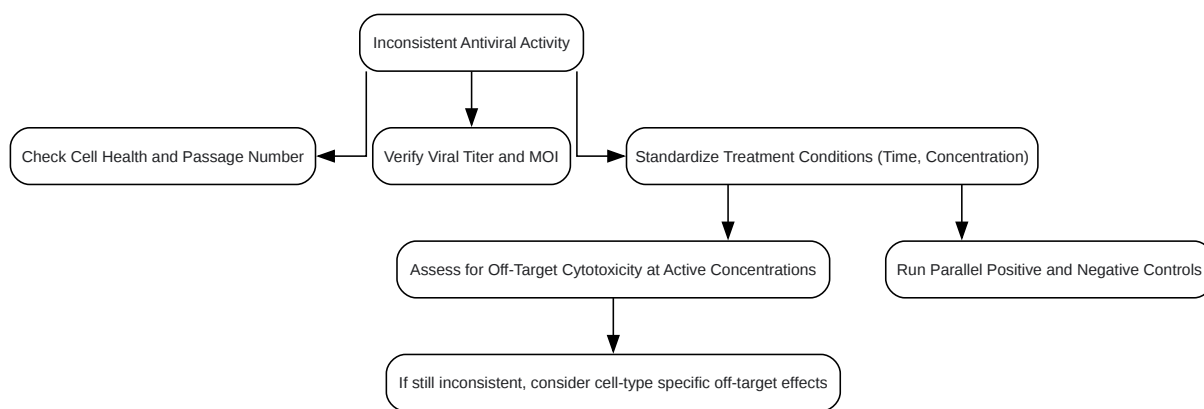 Inconsistent Antiviral Activity
Check Cell Health and Passage Number
Verify Viral Titer and MOI
Standardize Treatment Conditions (Time, Concentration)
Assess for Off-Target Cytotoxicity at Active Concentrations
Run Parallel Positive and Negative Controls
If still inconsistent, consider cell-type specific off-target effects